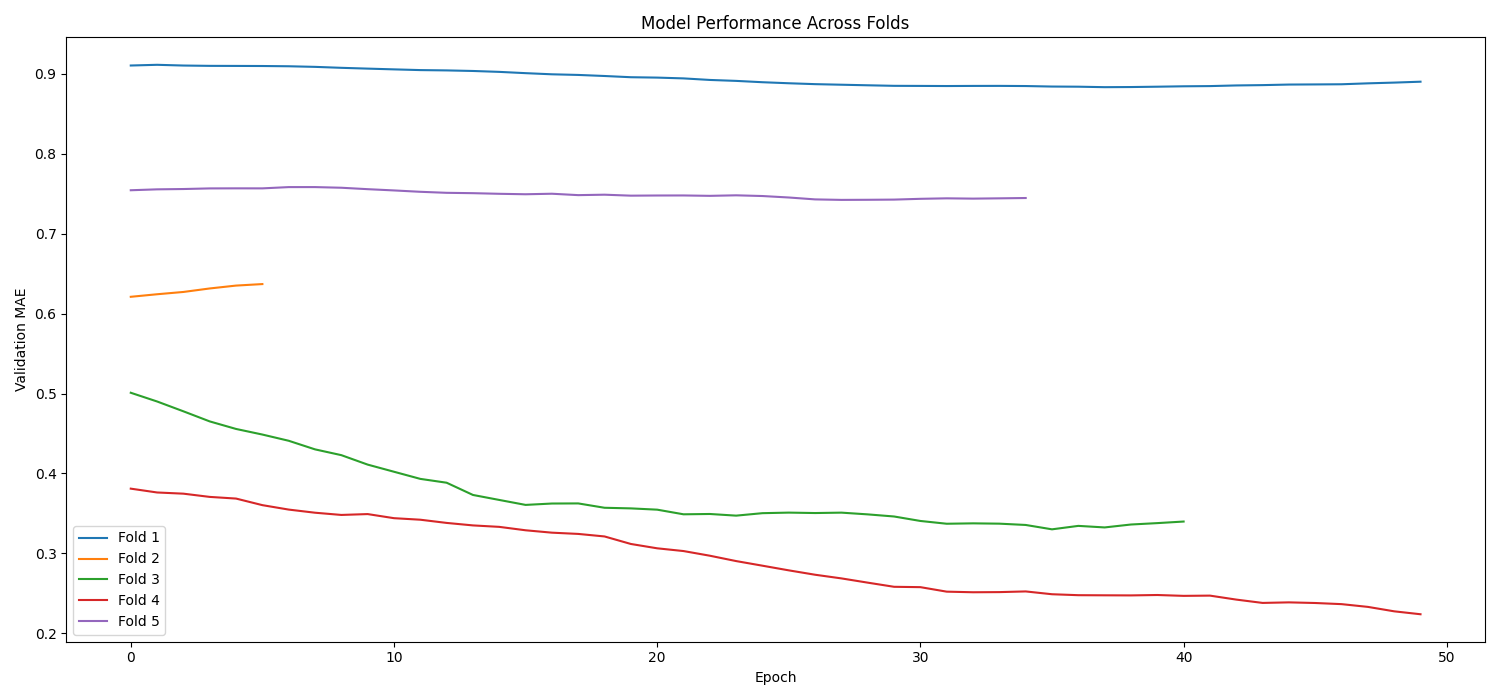 Model Performance Across Folds
Validation MAE
0.9
0.8
0.7
0.6
0.5
0.4
0.3
0.2
Fold 1
Fold 2
Fold 3
Fold 4
Fold 5
0 10 20 30 40 50
Epoch